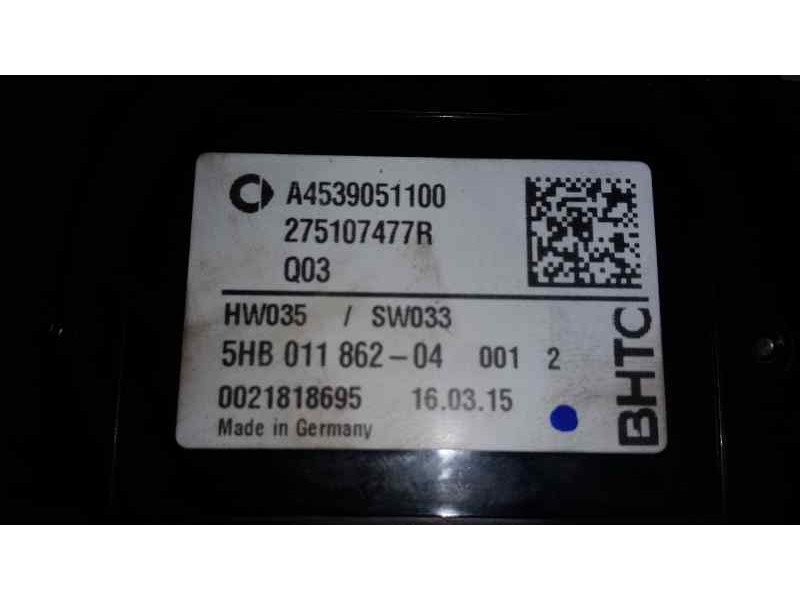 A4539051100
275107477R
Q03
HW035 / SW033
5HB 011 862-04 001 2
0021818695 16.03.15
Made in Germany
BHTC